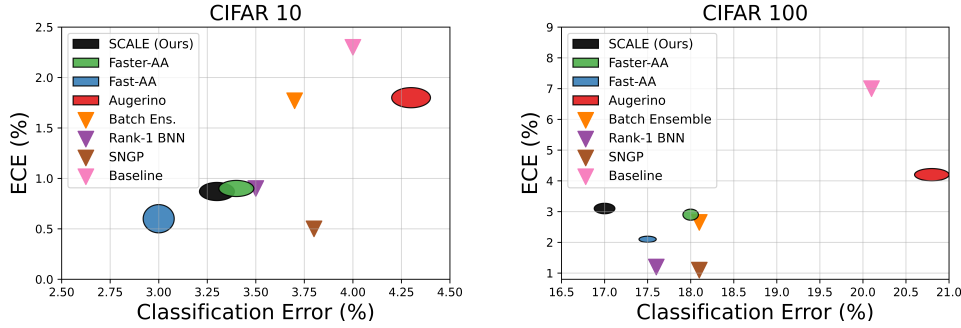 CIFAR 10
2.5
2.0
1.5
1.0
0.5
0.0
ECE (%)
SCALE (Ours)
Faster-AA
Fast-AA
Augerino
Batch Ens.
Rank-1 BNN
SNGP
Baseline
2.50 2.75 3.00 3.25 3.50 3.75 4.00 4.25 4.50
Classification Error (%)
CIFAR 100
9
8
7
6
5
4
3
2
1
ECE (%)
SCALE (Ours)
Faster-AA
Fast-AA
Augerino
Batch Ensemble
Rank-1 BNN
SNGP
Baseline
16.5 17.0 17.5 18.0 18.5 19.0 19.5 20.0 20.5 21.0
Classification Error (%)